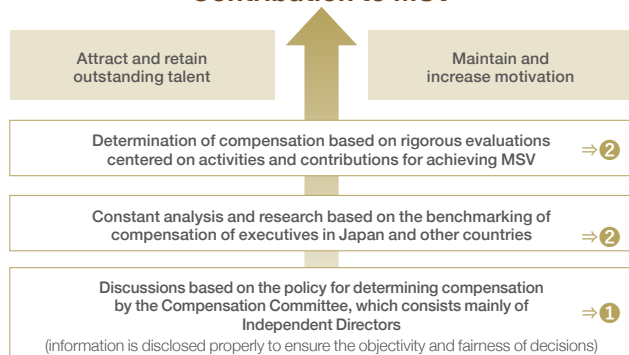 Contribution to MSV
Attract and retain
outstanding talent
Maintain and
increase motivation
Determination of compensation based on rigorous evaluations
centered on activities and contributions for achieving MSV
⇒❷
Constant analysis and research based on the benchmarking of
compensation of executives in Japan and other countries
⇒❷
Discussions based on the policy for determining compensation
by the Compensation Committee, which consists mainly of
Independent Directors
⇒❶
(information is disclosed properly to ensure the objectivity and fairness of decisions)